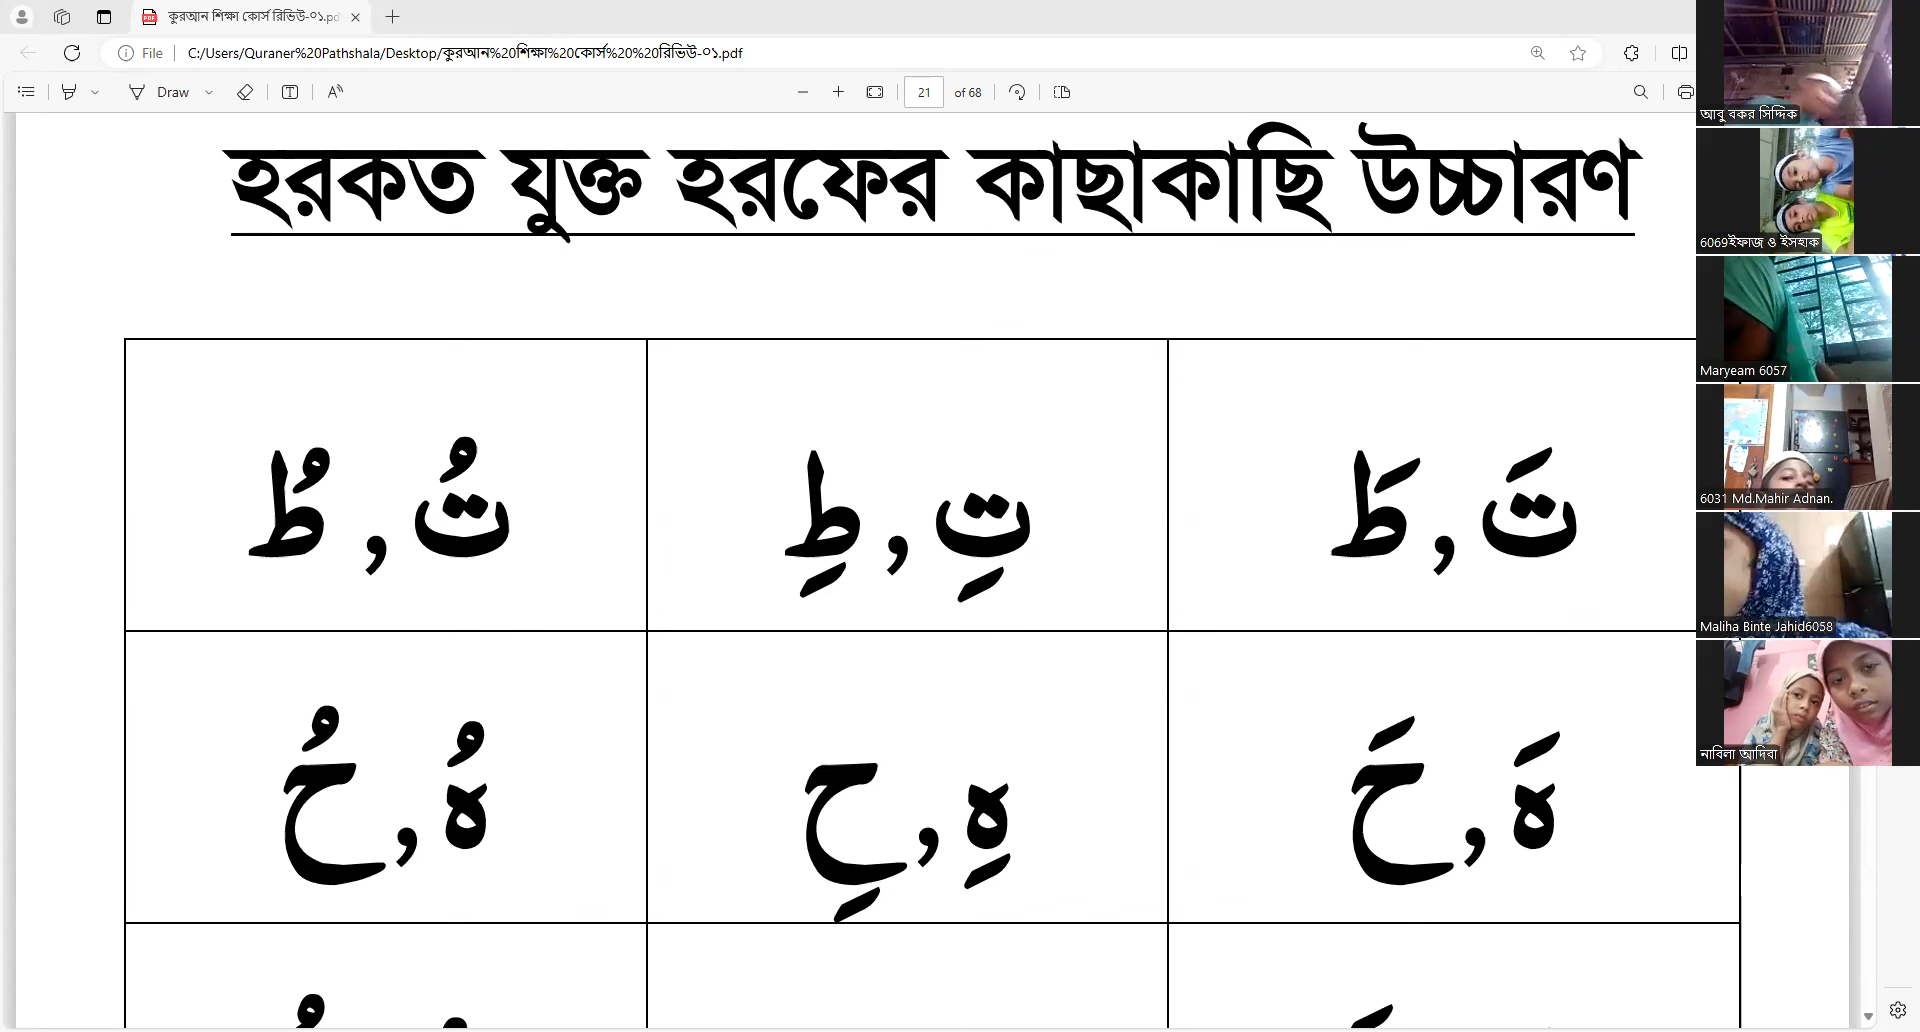 কুরআন শিক্ষা কোর্স রিভিউ-০১.pd
File
C:/Users/Quraner%20Pathshala/Desktop/কুরআন%20শিক্ষা%20কোর্স%20%20রিভিউ-০১.pdf
Draw
21 of 68
হরকত যুক্ত হরফের কাছাকাছি উচ্চারণ
تَ , طَ
تِ , طِ
تُ , طُ
هَ , حَ
هِ , حِ
هُ , حُ
আবু বকর সিদ্দিক
6069ইফাজ ও ইসহাক
Maryeam 6057
6031 Md.Mahir Adnan.
Maliha Binte Jahid6058
নাবিলা আদিবা